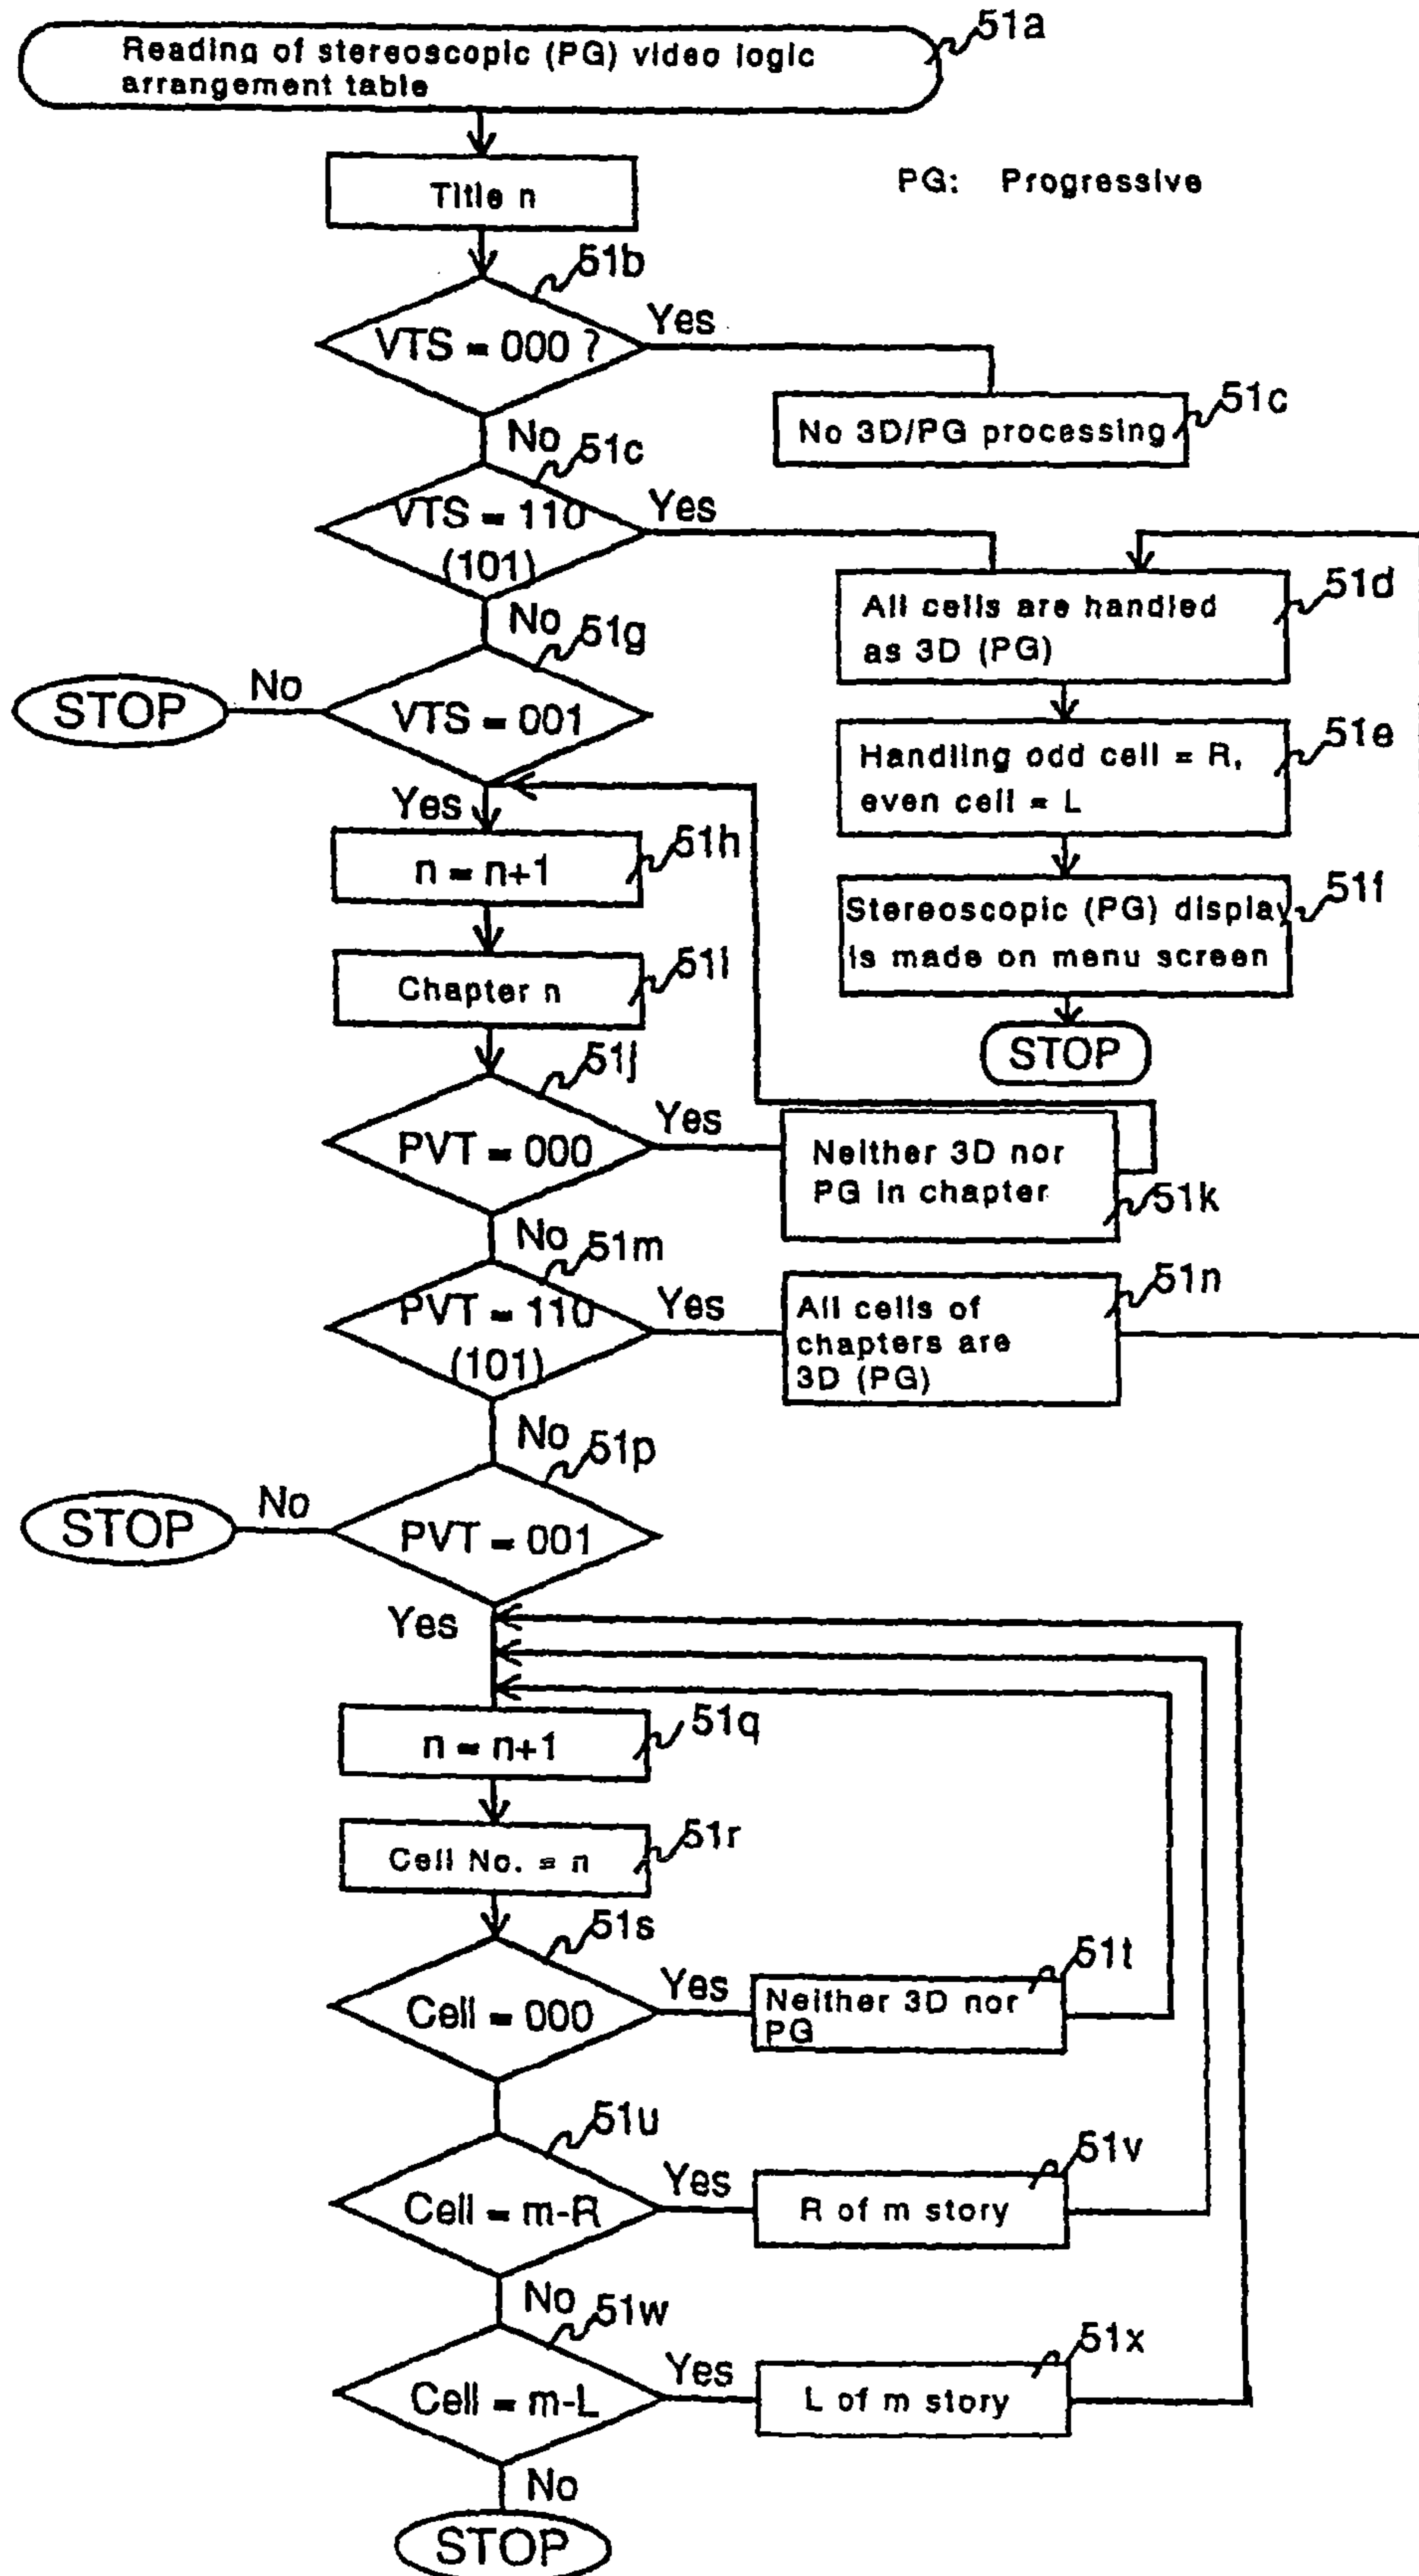 51a
Reading of stereoscopic (PG) video logic
arrangement table
Title n
PG: Progressive
51b
VTS = 000 ?
Yes
51c
No 3D/PG processing
No
51c
VTS = 110
(101)
Yes
51d
All cells are handled
as 3D (PG)
No
51g
VTS = 001
No
STOP
51e
Handling odd cell = R,
even cell = L
Yes
51h
n = n+1
51f
Stereoscopic (PG) display
is made on menu screen
STOP
51i
Chapter n
51j
PVT = 000
Yes
Neither 3D nor
PG in chapter
51k
No
51m
PVT = 110
(101)
Yes
51n
All cells of
chapters are
3D (PG)
No
51p
PVT = 001
No
STOP
Yes
51q
n = n+1
51r
Cell No. = n
51s
Cell = 000
Yes
51t
Neither 3D nor
PG
51u
Cell = m-R
Yes
51v
R of m story
No
51w
Cell = m-L
Yes
51x
L of m story
No
STOP